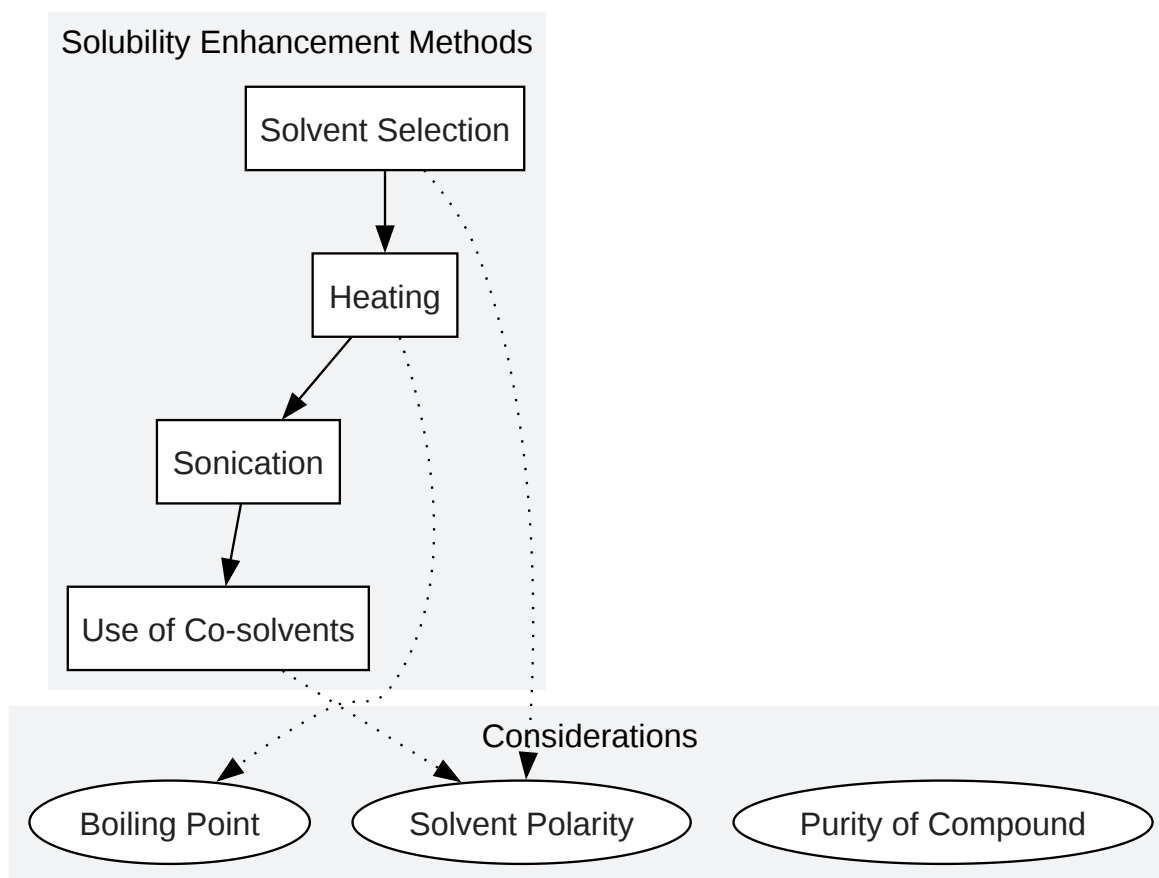 Solubility Enhancement Methods
Solvent Selection
Heating
Sonication
Use of Co-solvents
Considerations
Boiling Point
Solvent Polarity
Purity of Compound